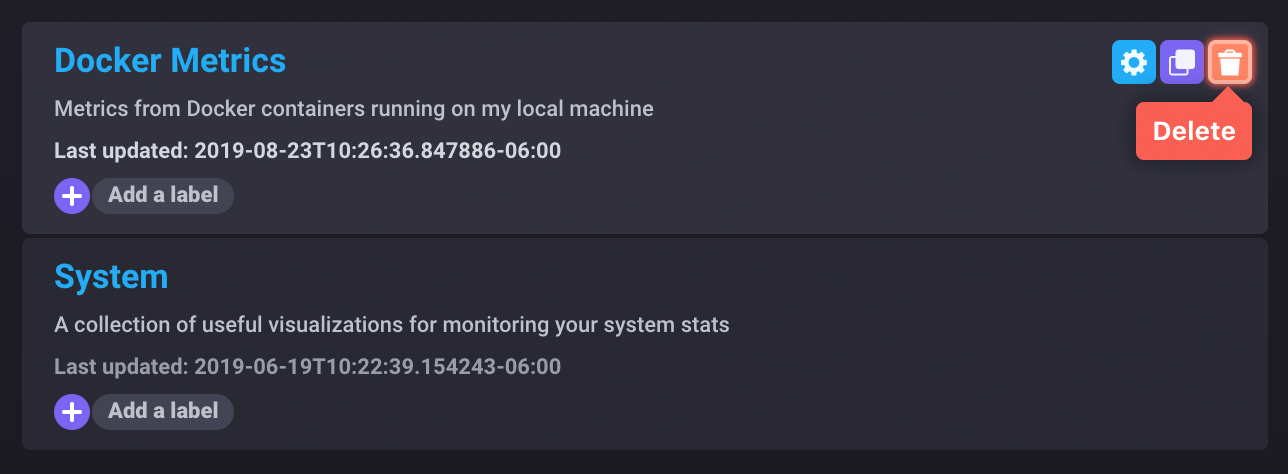 Docker Metrics
Metrics from Docker containers running on my local machine
Delete
Last updated: 2019-08-23T10:26:36.847886-06:00
Add a label
System
A collection of useful visualizations for monitoring your system stats
Last updated: 2019-06-19T10:22:39.154243-06:00
Add a label